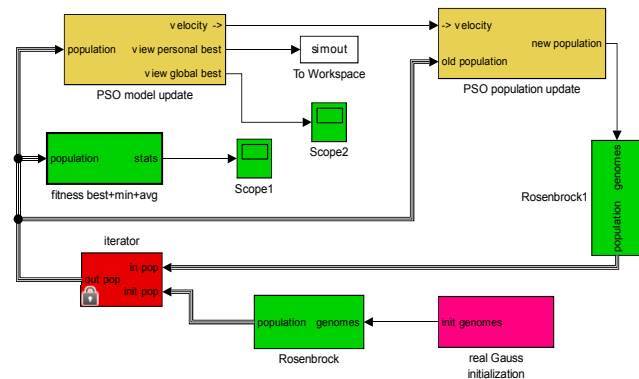 velocity ->
population
view personal best
view global best
PSO model update
simout
To Workspace
-> velocity
new population
old population
PSO population update
Scope2
population
stats
fitness best+min+avg
Scope1
genomes
population
Rosenbrock1
iterator
in pop
out pop
init pop
population
genomes
Rosenbrock
init genomes
real Gauss
initialization